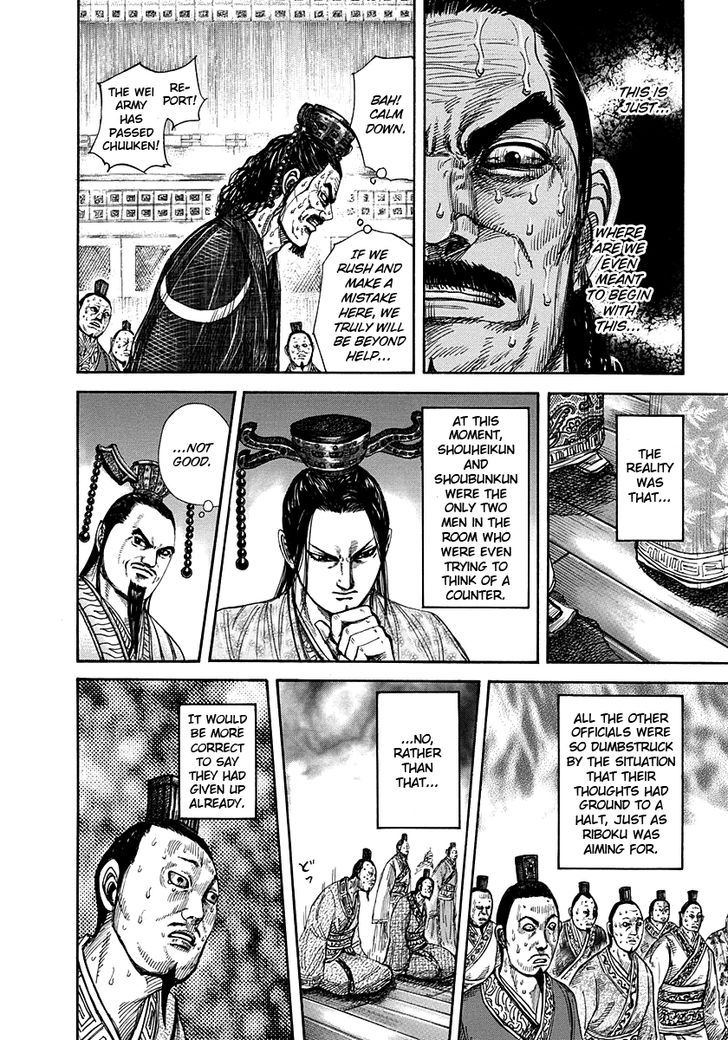 THIS IS
JUST...
WHERE
ARE WE
EVEN
MEANT
TO BEGIN
WITH
THIS...
RE-
PORT!
THE WEI
ARMY
HAS
PASSED
CHUUKEN!
BAH!
CALM
DOWN.
IF WE
RUSH AND
MAKE A
MISTAKE
HERE, WE
TRULY WILL
BE BEYOND
HELP...
THE
REALITY
WAS
THAT...
AT THIS
MOMENT,
SHOUHEIKUN
AND
SHOUBUNKUN
WERE THE
ONLY TWO
MEN IN THE
ROOM WHO
WERE EVEN
TRYING TO
THINK OF A
COUNTER.
...NOT
GOOD.
ALL THE OTHER
OFFICIALS WERE
SO DUMBSTRUCK
BY THE SITUATION
THAT THEIR
THOUGHTS HAD
GROUND TO A
HALT, JUST AS
RIBOKU WAS
AIMING FOR.
...NO,
RATHER
THAN
THAT...
どっ
IT WOULD
BE MORE
CORRECT
TO SAY
THEY HAD
GIVEN UP
ALREADY.